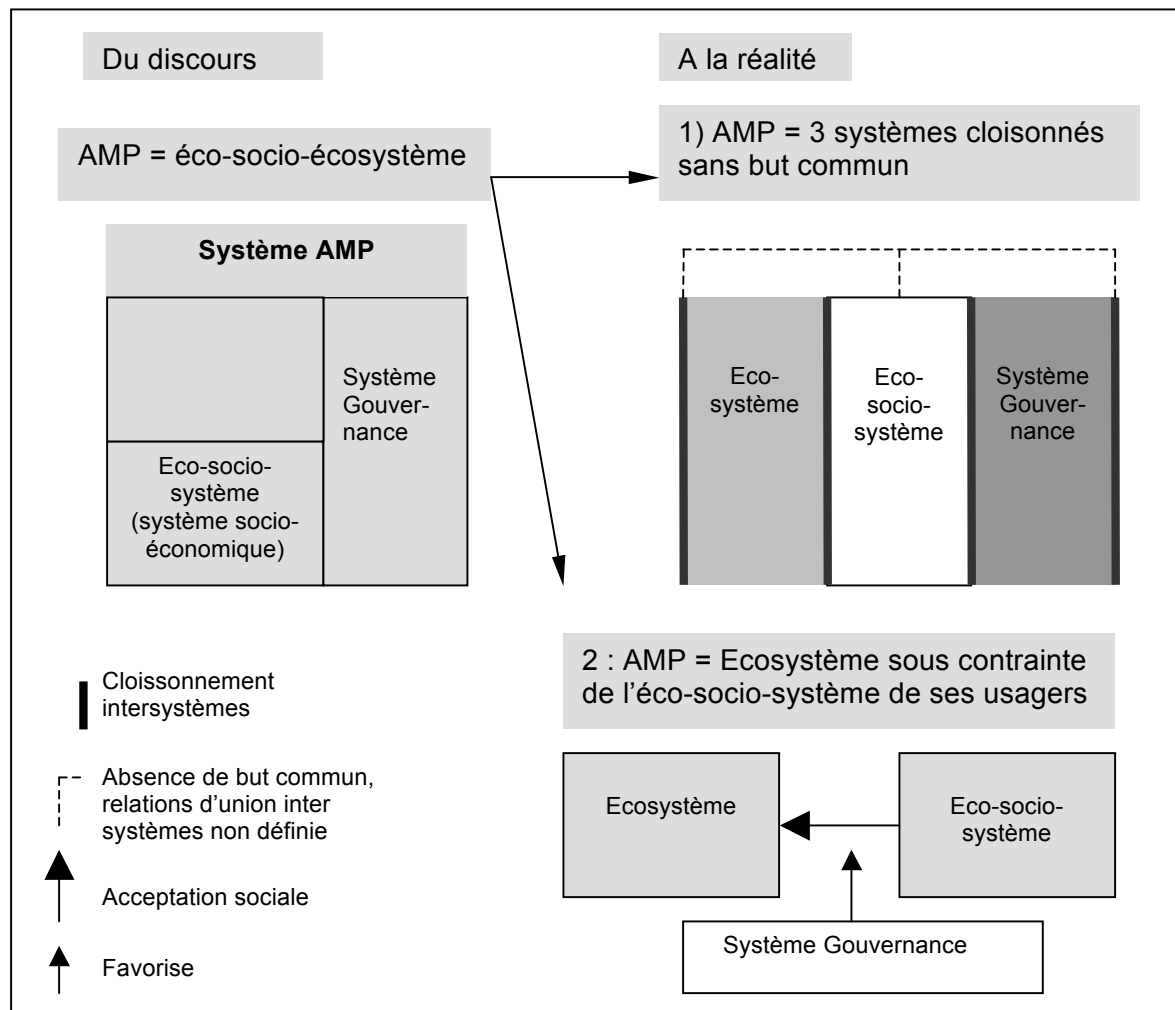 Du discours
A la réalité
AMP = éco-socio-écosystème
1) AMP = 3 systèmes cloisonnés
sans but commun
Système AMP
Système
Gouver-
nance
Eco-socio-
système
(système socio-
économique)
Eco-
système
Eco-
socio-
système
Système
Gouver-
nance
Cloissonnement
intersystèmes
Absence de but commun,
relations d’union inter
systèmes non définie
Acceptation sociale
Favorise
2 : AMP = Ecosystème sous contrainte
de l’éco-socio-système de ses usagers
Ecosystème
Eco-socio-
système
Système Gouvernance